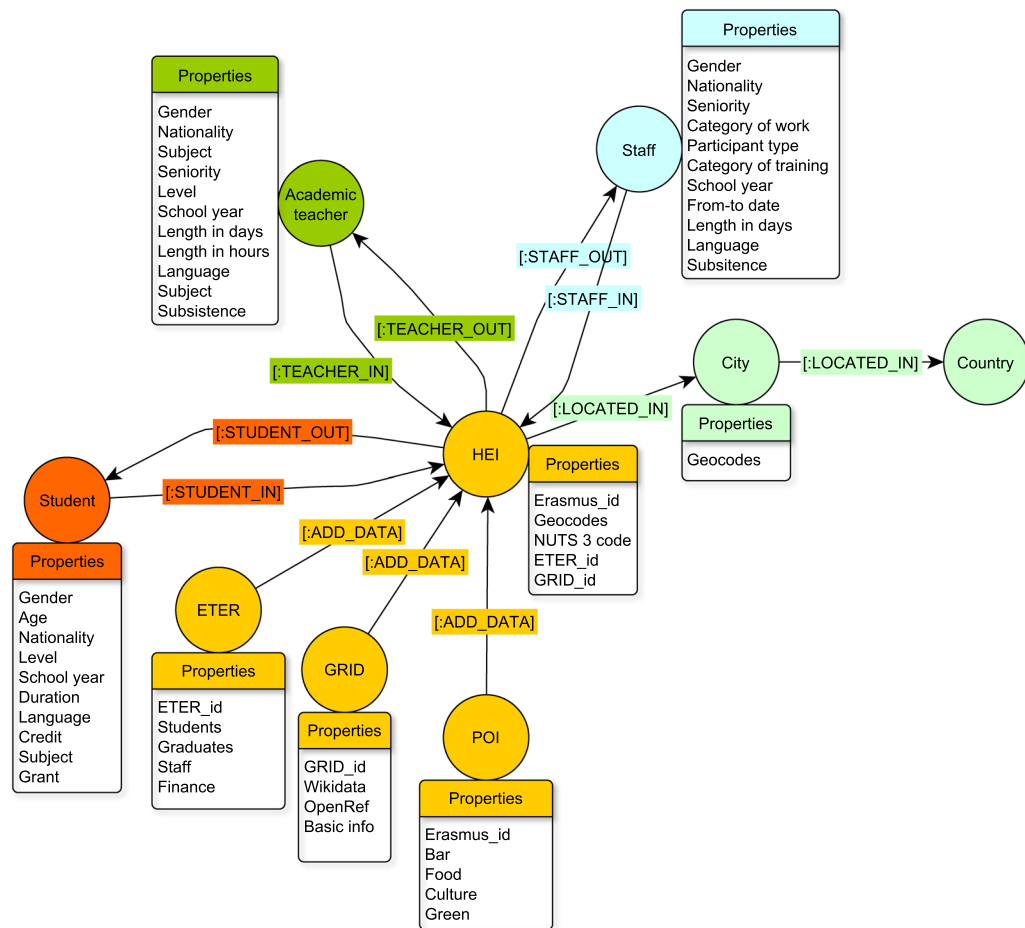 Properties
Gender
Nationality
Seniority
Category of work
Participant type
Category of training
School year
From-to date
Length in days
Language
Subsitence
Staff
Properties
Gender
Nationality
Subject
Seniority
Level
School year
Length in days
Length in hours
Language
Subject
Subsistence
Academic
teacher
[:STAFF_OUT]
[:STAFF_IN]
[:TEACHER_OUT]
[:TEACHER_IN]
City
[:LOCATED_IN]
Country
[:LOCATED_IN]
Properties
Geocodes
[:STUDENT_OUT]
HEI
Properties
Erasmus_id
Geocodes
NUTS 3 code
ETER_id
GRID_id
Student
[:STUDENT_IN]
Properties
Gender
Age
Nationality
Level
School year
Duration
Language
Credit
Subject
Grant
[:ADD_DATA]
[:ADD_DATA]
[:ADD_DATA]
ETER
Properties
ETER_id
Students
Graduates
Staff
Finance
GRID
Properties
GRID_id
Wikidata
OpenRef
Basic info
POI
Properties
Erasmus_id
Bar
Food
Culture
Green